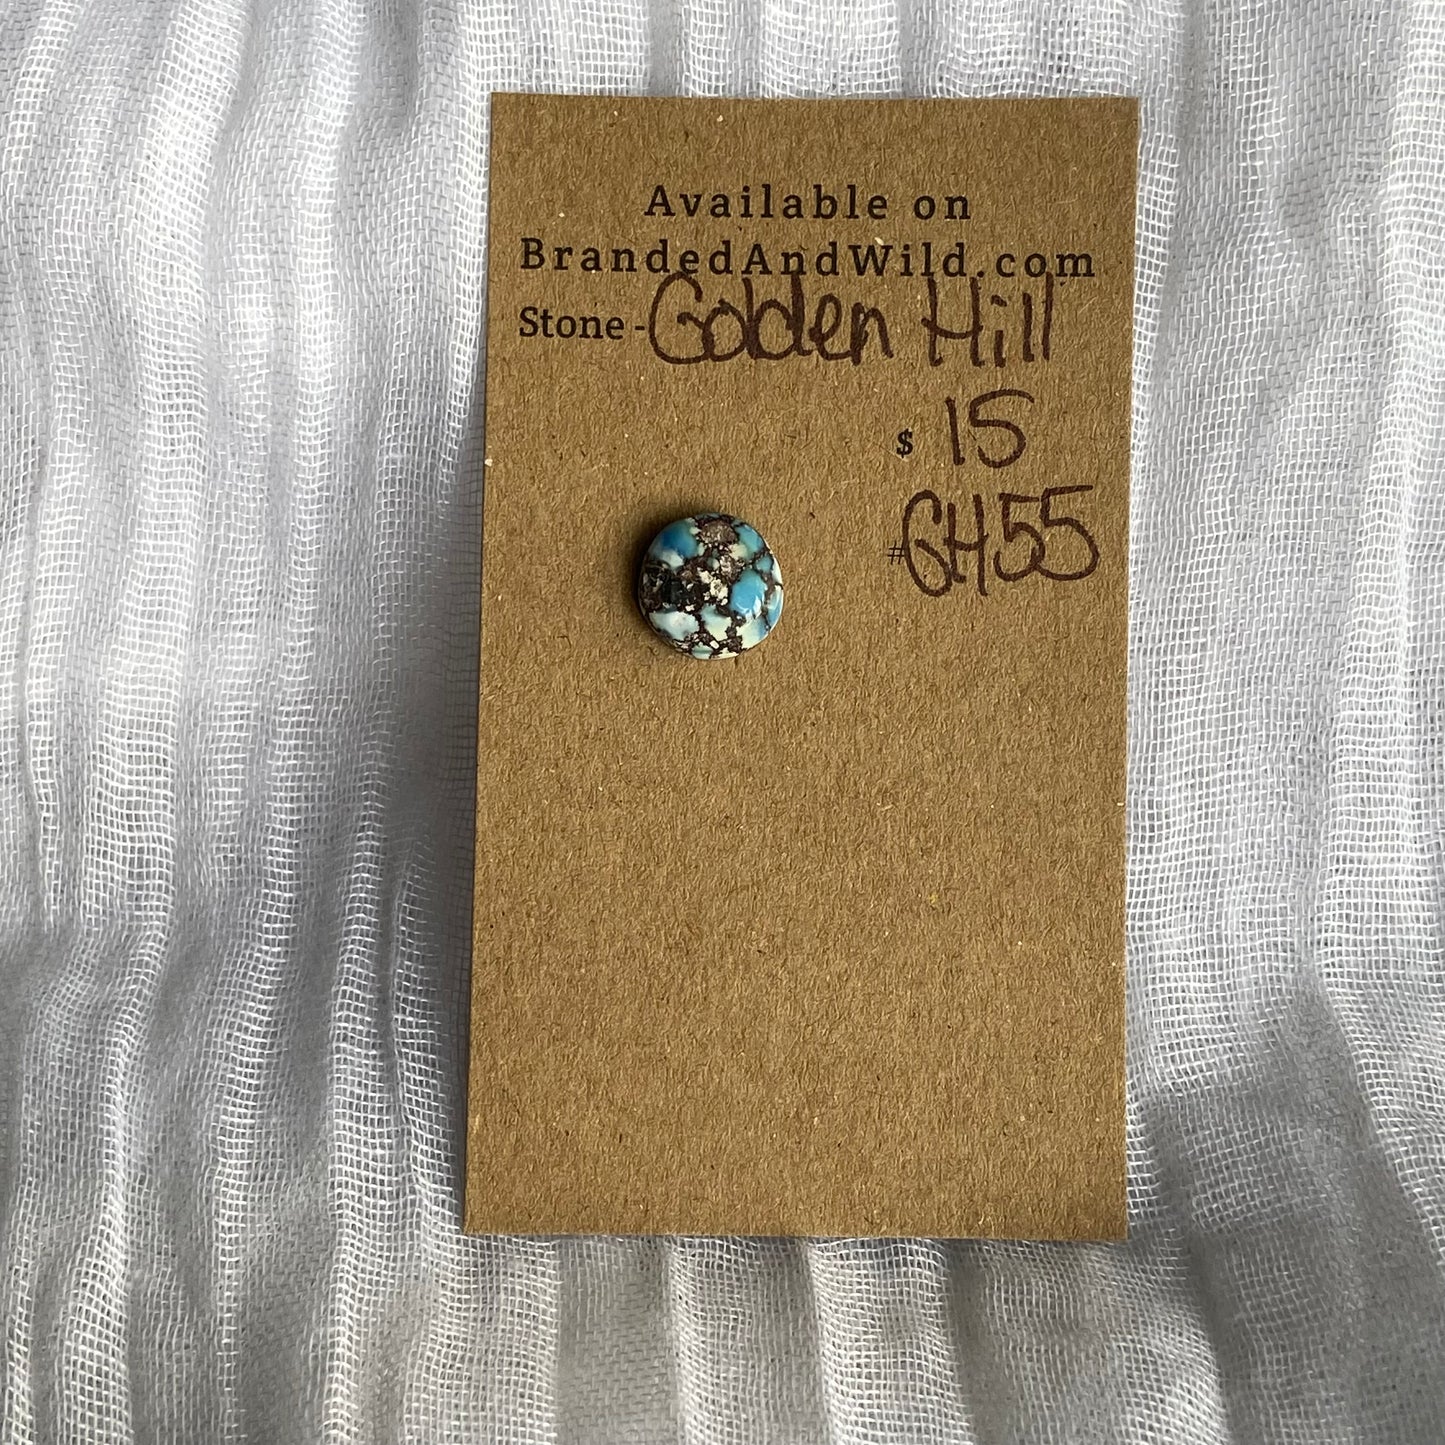 Available on
BrandedAndWild.com
Stone - Golden Hill
$ 15
# GH55